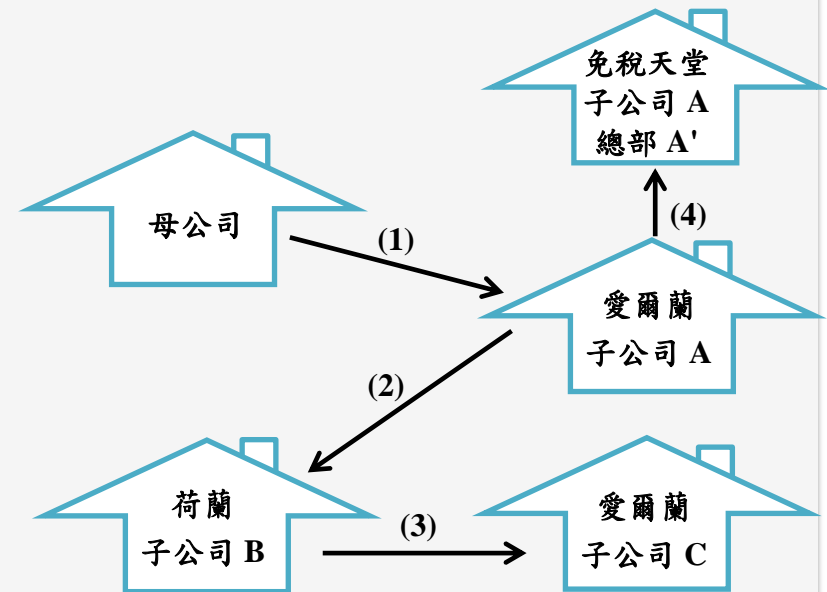 免稅天堂
子公司 A
總部 A'
母公司
(1)
(4)
愛爾蘭
子公司 A
(2)
荷蘭
子公司 B
(3)
愛爾蘭
子公司 C